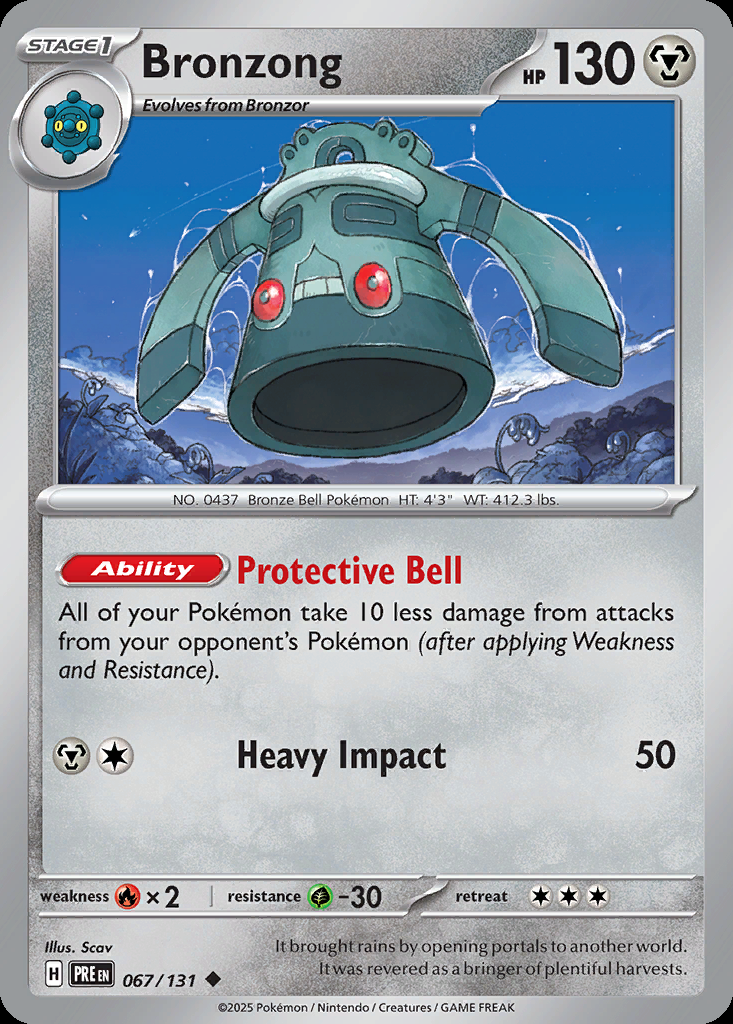 STAGE1
Bronzong
HP 130
Evolves from Bronzor
NO. 0437 Bronze Bell Pokémon HT: 4'3" WT: 412.3 lbs.
Ability Protective Bell
All of your Pokémon take 10 less damage from attacks
from your opponent's Pokémon (after applying Weakness
and Resistance).
Heavy Impact 50
weakness ×2 resistance -30 retreat
Illus. Scav
It brought rains by opening portals to another world.
It was revered as a bringer of plentiful harvests.
H PRE EN 067/131
©2025 Pokémon / Nintendo / Creatures / GAME FREAK